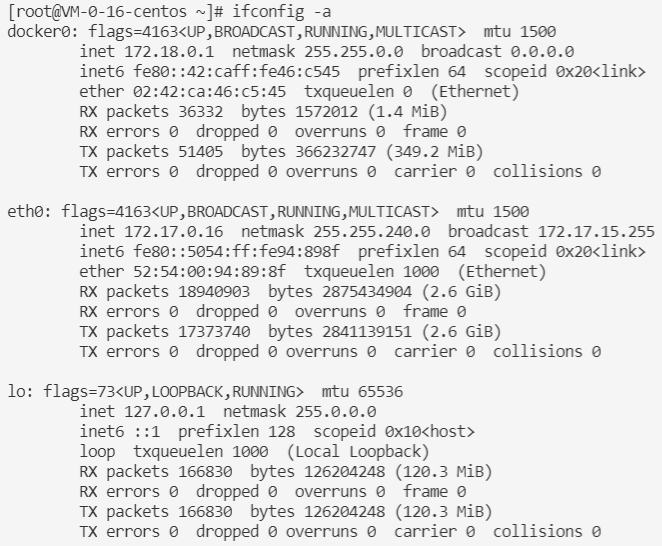 [root@VM-0-16-centos ~]# ifconfig -a
docker0: flags=4163<UP,BROADCAST,RUNNING,MULTICAST>  mtu 1500
        inet 172.18.0.1  netmask 255.255.0.0  broadcast 0.0.0.0
        inet6 fe80::42:caff:fe46:c545  prefixlen 64  scopeid 0x20<link>
        ether 02:42:ca:46:c5:45  txqueuelen 0  (Ethernet)
        RX packets 36332  bytes 1572012 (1.4 MiB)
        RX errors 0  dropped 0  overruns 0  frame 0
        TX packets 51405  bytes 366232747 (349.2 MiB)
        TX errors 0  dropped 0 overruns 0  carrier 0  collisions 0

eth0: flags=4163<UP,BROADCAST,RUNNING,MULTICAST>  mtu 1500
        inet 172.17.0.16  netmask 255.255.240.0  broadcast 172.17.15.255
        inet6 fe80::5054:ff:fe94:898f  prefixlen 64  scopeid 0x20<link>
        ether 52:54:00:94:89:8f  txqueuelen 1000  (Ethernet)
        RX packets 18940903  bytes 2875434904 (2.6 GiB)
        RX errors 0  dropped 0  overruns 0  frame 0
        TX packets 17373740  bytes 2841139151 (2.6 GiB)
        TX errors 0  dropped 0 overruns 0  carrier 0  collisions 0

lo: flags=73<UP,LOOPBACK,RUNNING>  mtu 65536
        inet 127.0.0.1  netmask 255.0.0.0
        inet6 ::1  prefixlen 128  scopeid 0x10<host>
        loop  txqueuelen 1000  (Local Loopback)
        RX packets 166830  bytes 126204248 (120.3 MiB)
        RX errors 0  dropped 0  overruns 0  frame 0
        TX packets 166830  bytes 126204248 (120.3 MiB)
        TX errors 0  dropped 0 overruns 0  carrier 0  collisions 0